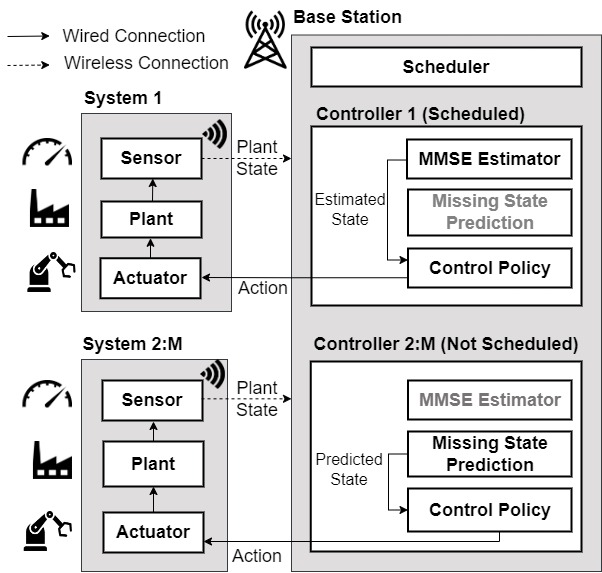 Base Station
Wired Connection
Wireless Connection
Scheduler
System 1
Controller 1 (Scheduled)
Sensor
Plant
State
MMSE Estimator
Estimated
State
Missing State
Prediction
Plant
Control Policy
Actuator
Action
System 2:M
Controller 2:M (Not Scheduled)
Sensor
Plant
State
MMSE Estimator
Missing State
Prediction
Plant
Predicted
State
Control Policy
Actuator
Action